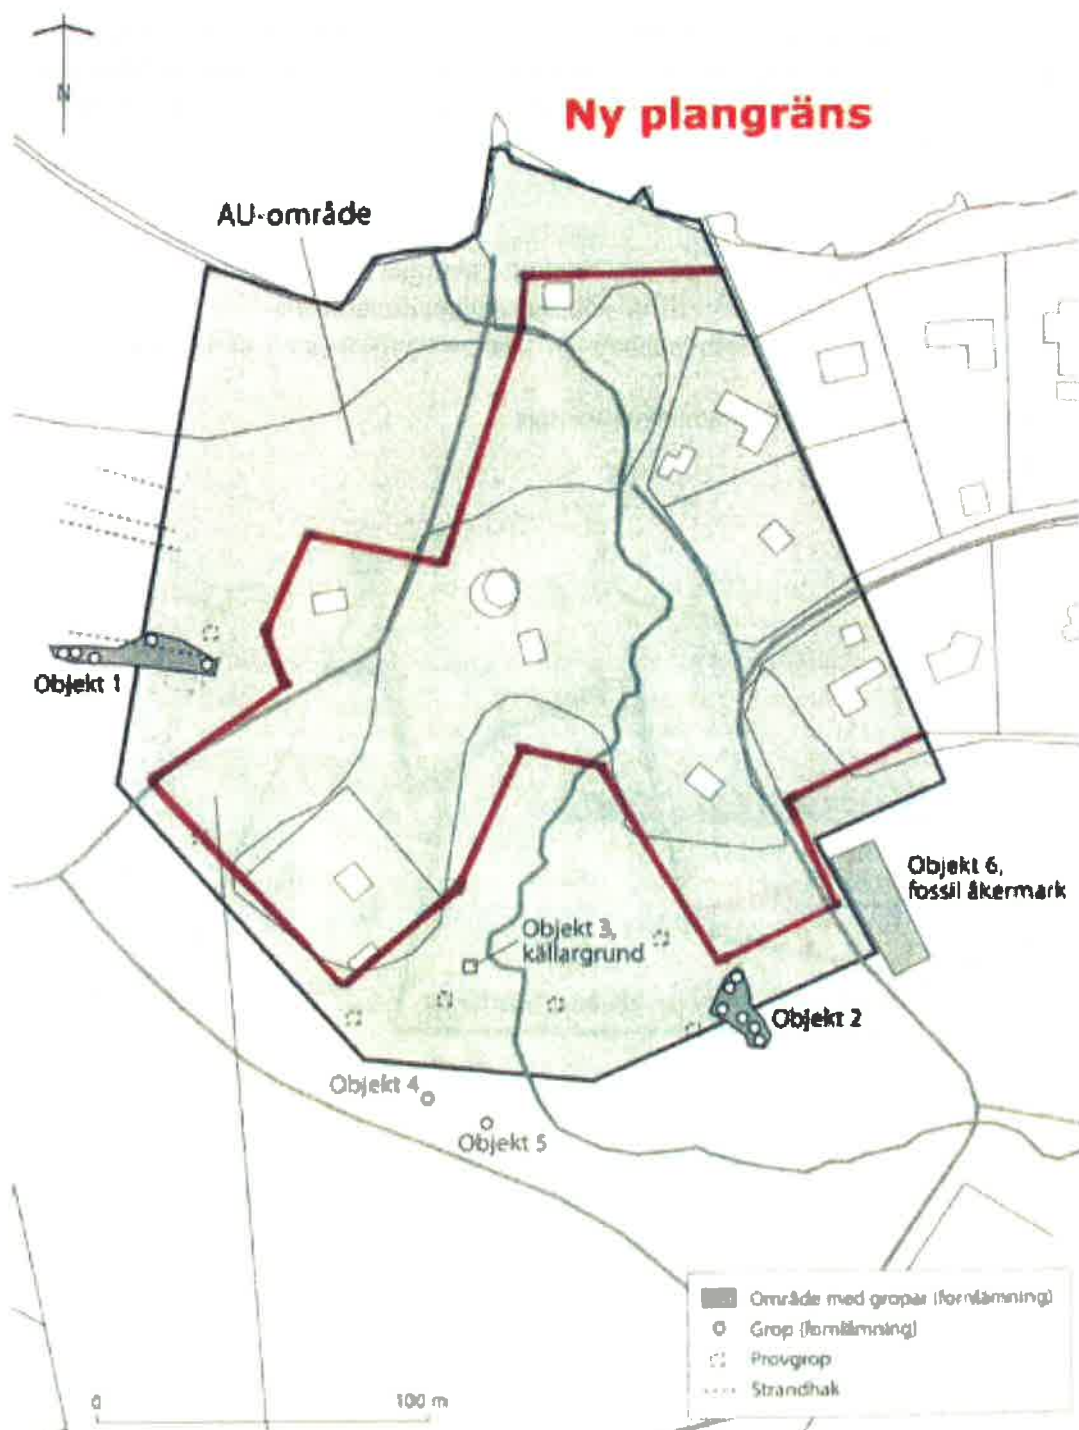 N
Ny plangräns
AU-område
Objekt 1
Objekt 6,
fossil åkermark
Objekt 3,
källargrund
Objekt 2
Objekt 4
Objekt 5
Område med gropar (fornlämning)
Grop (fornlämning)
Provgrop
Strandhak
0
100 m